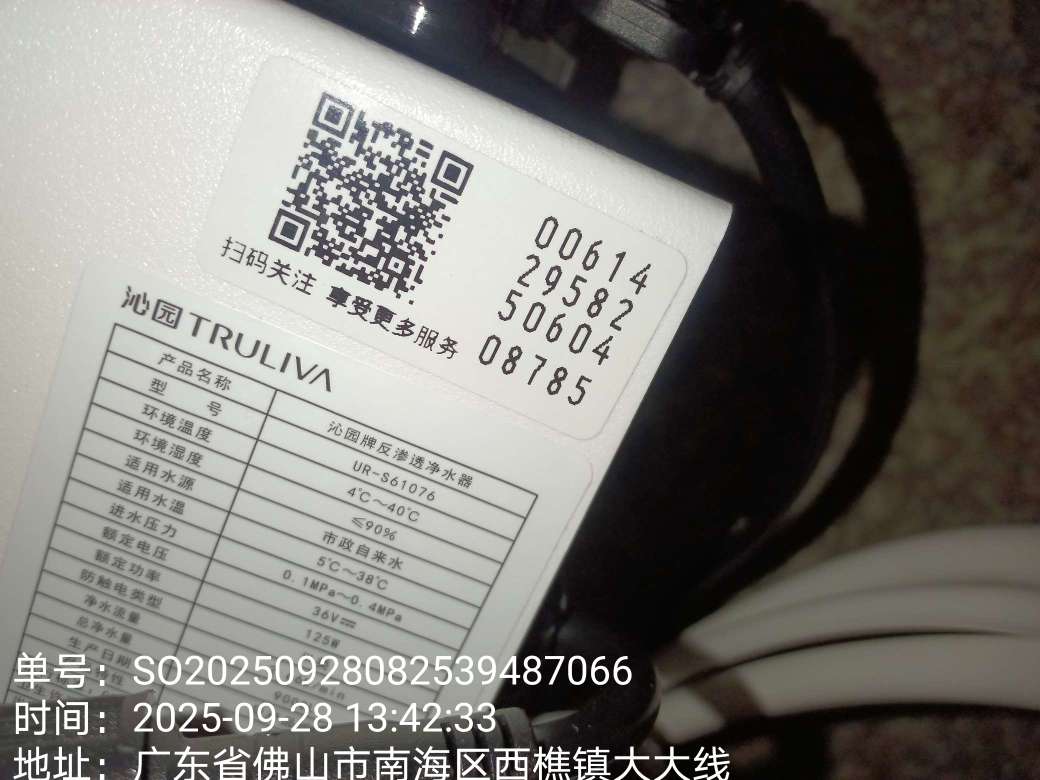 00614
29582
50604
08785
扫码关注 享受更多服务
沁园 TRULIVA
产品名称 沁园牌反渗透净水器
型 号 UR-S61076
环境温度 4℃～40℃
环境湿度 ≤90%
适用水源 市政自来水
适用水温 5℃～38℃
进水压力 0.1MPa～0.4MPa
额定电压 36V⎓
额定功率 125W
防触电类型
净水流量
总净水量
生产日期
单号：SO20250928082539487066
时间：2025-09-28 13:42:33
地址：广东省佛山市南海区西樵镇大大线